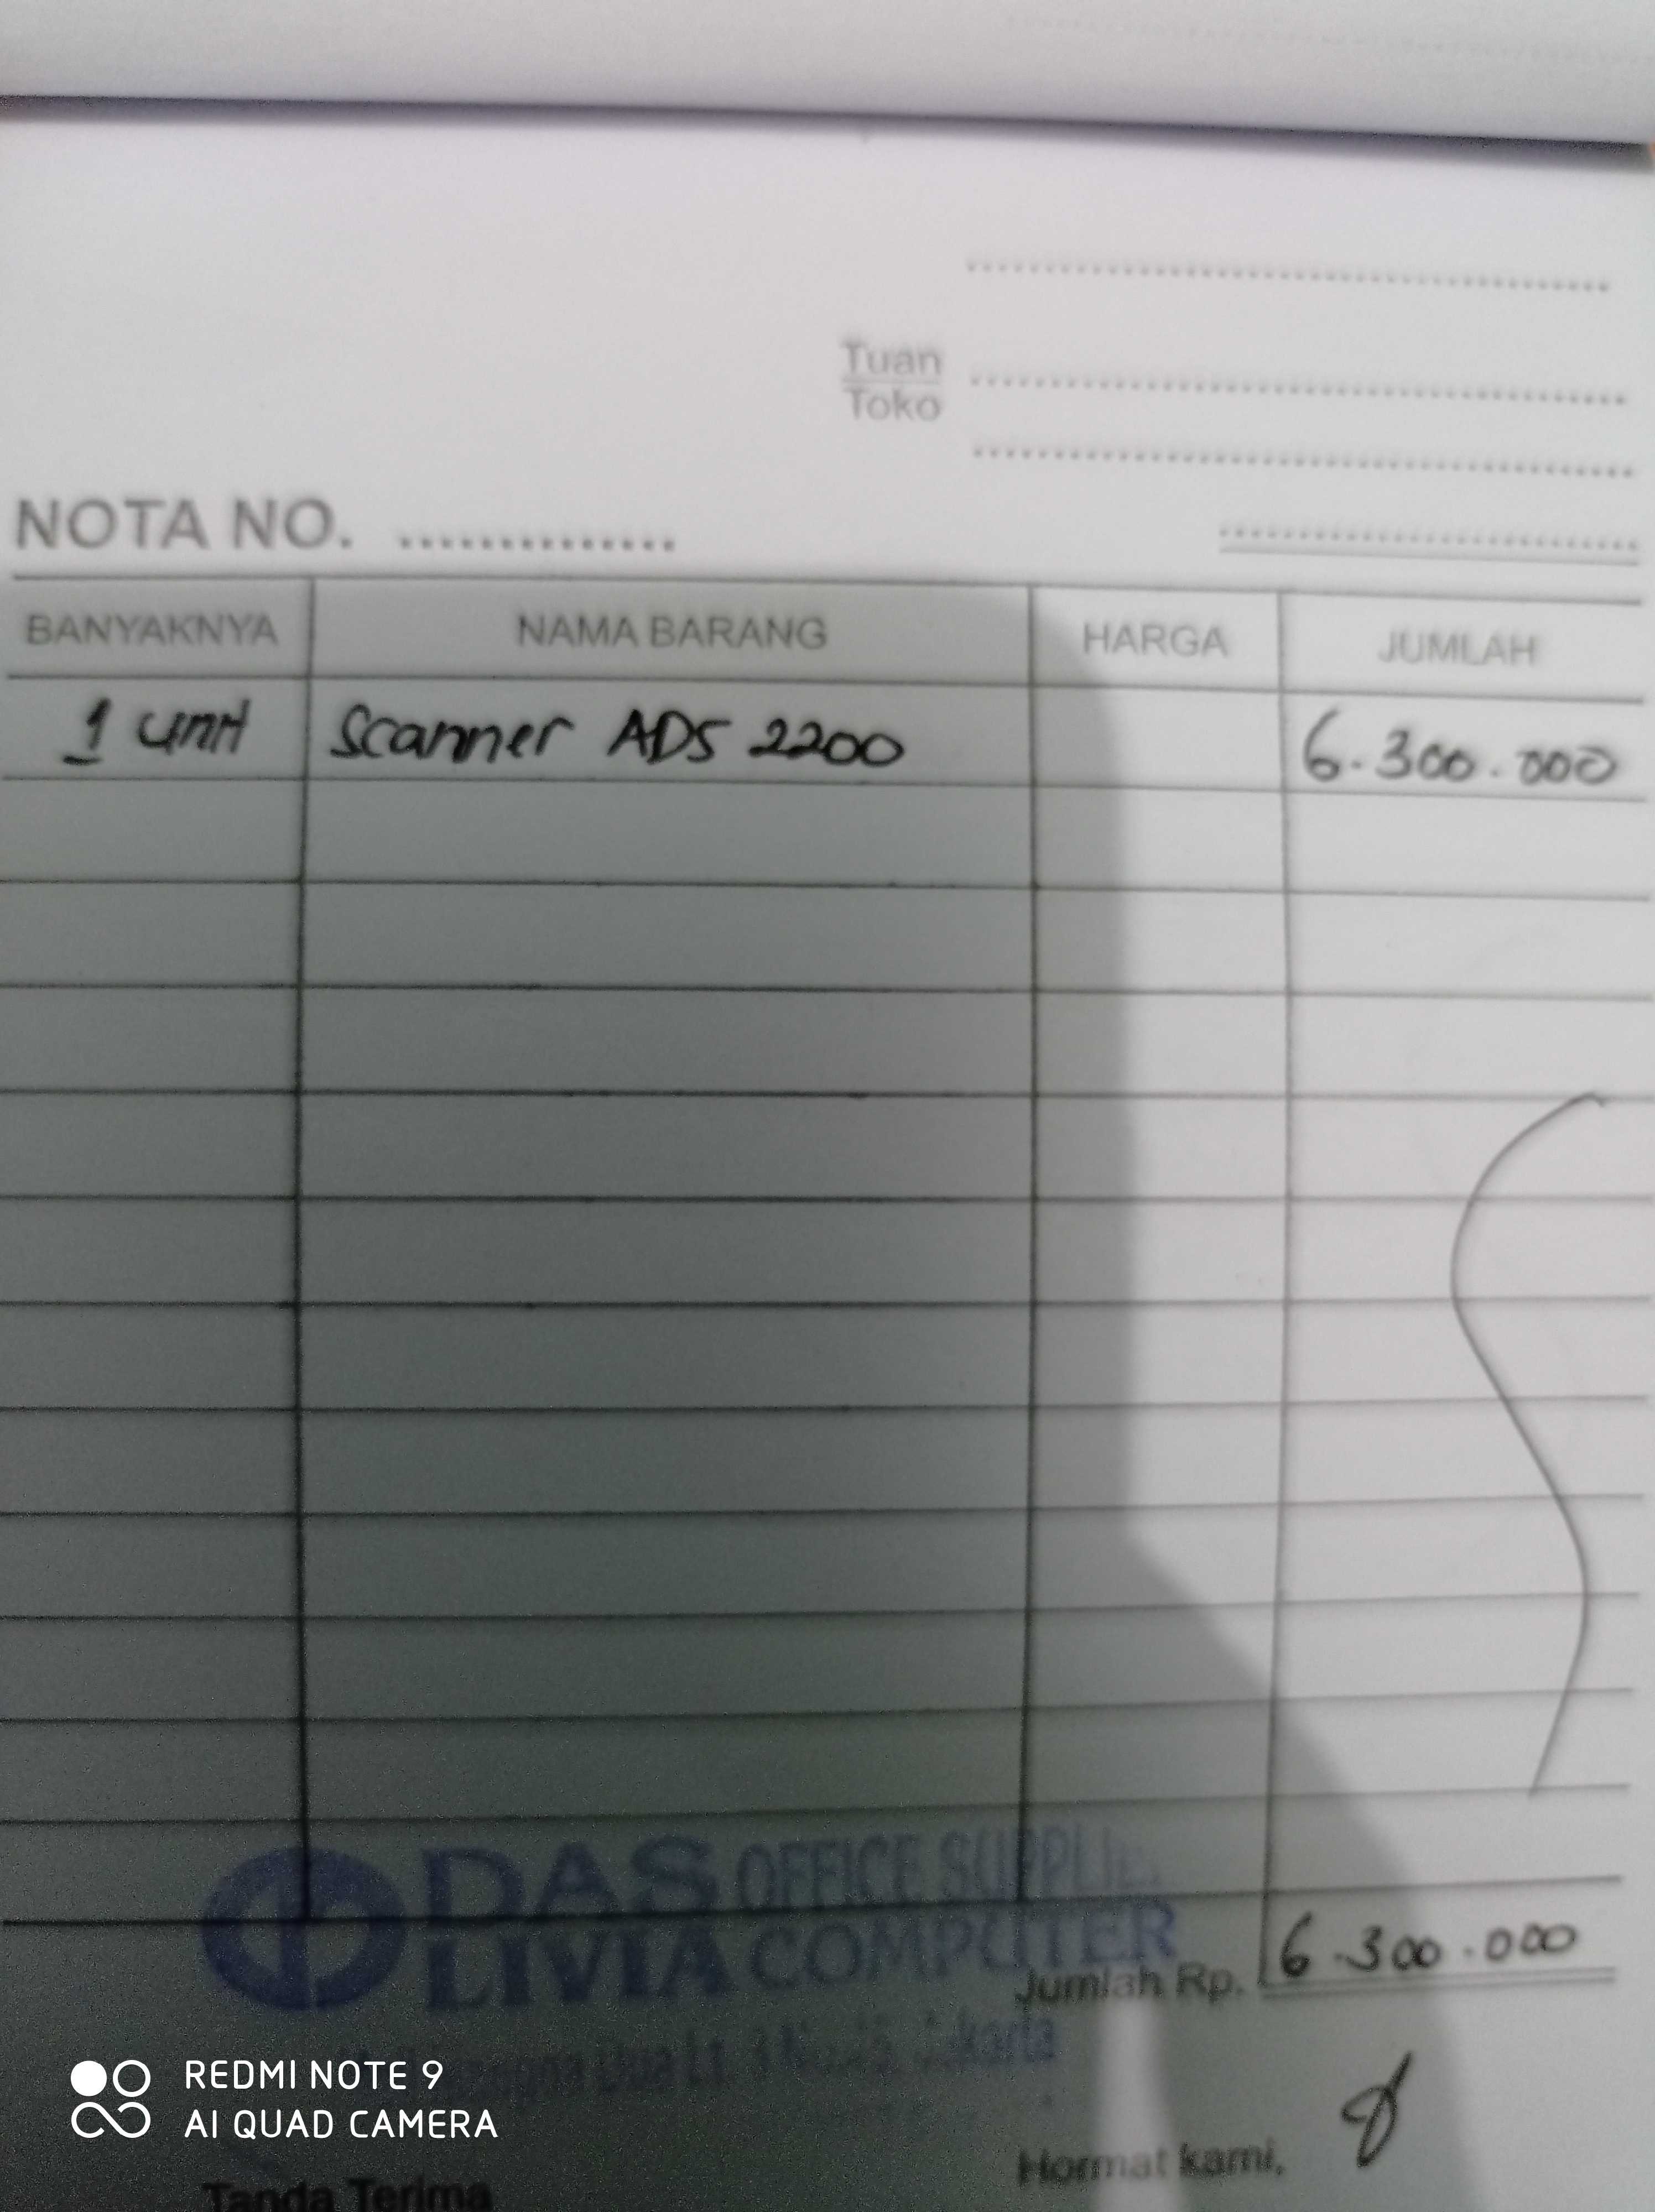 Tuan
Toko
NOTA NO.
BANYAKNYA NAMA BARANG HARGA JUMLAH
1 unit Scanner ADS 2200 6.300.000
DAS OFFICE SUPPLIE
LIVIA COMPUTER
Jumlah Rp. 6.300.000
Hormat kami,
Tanda Terima
REDMI NOTE 9
AI QUAD CAMERA